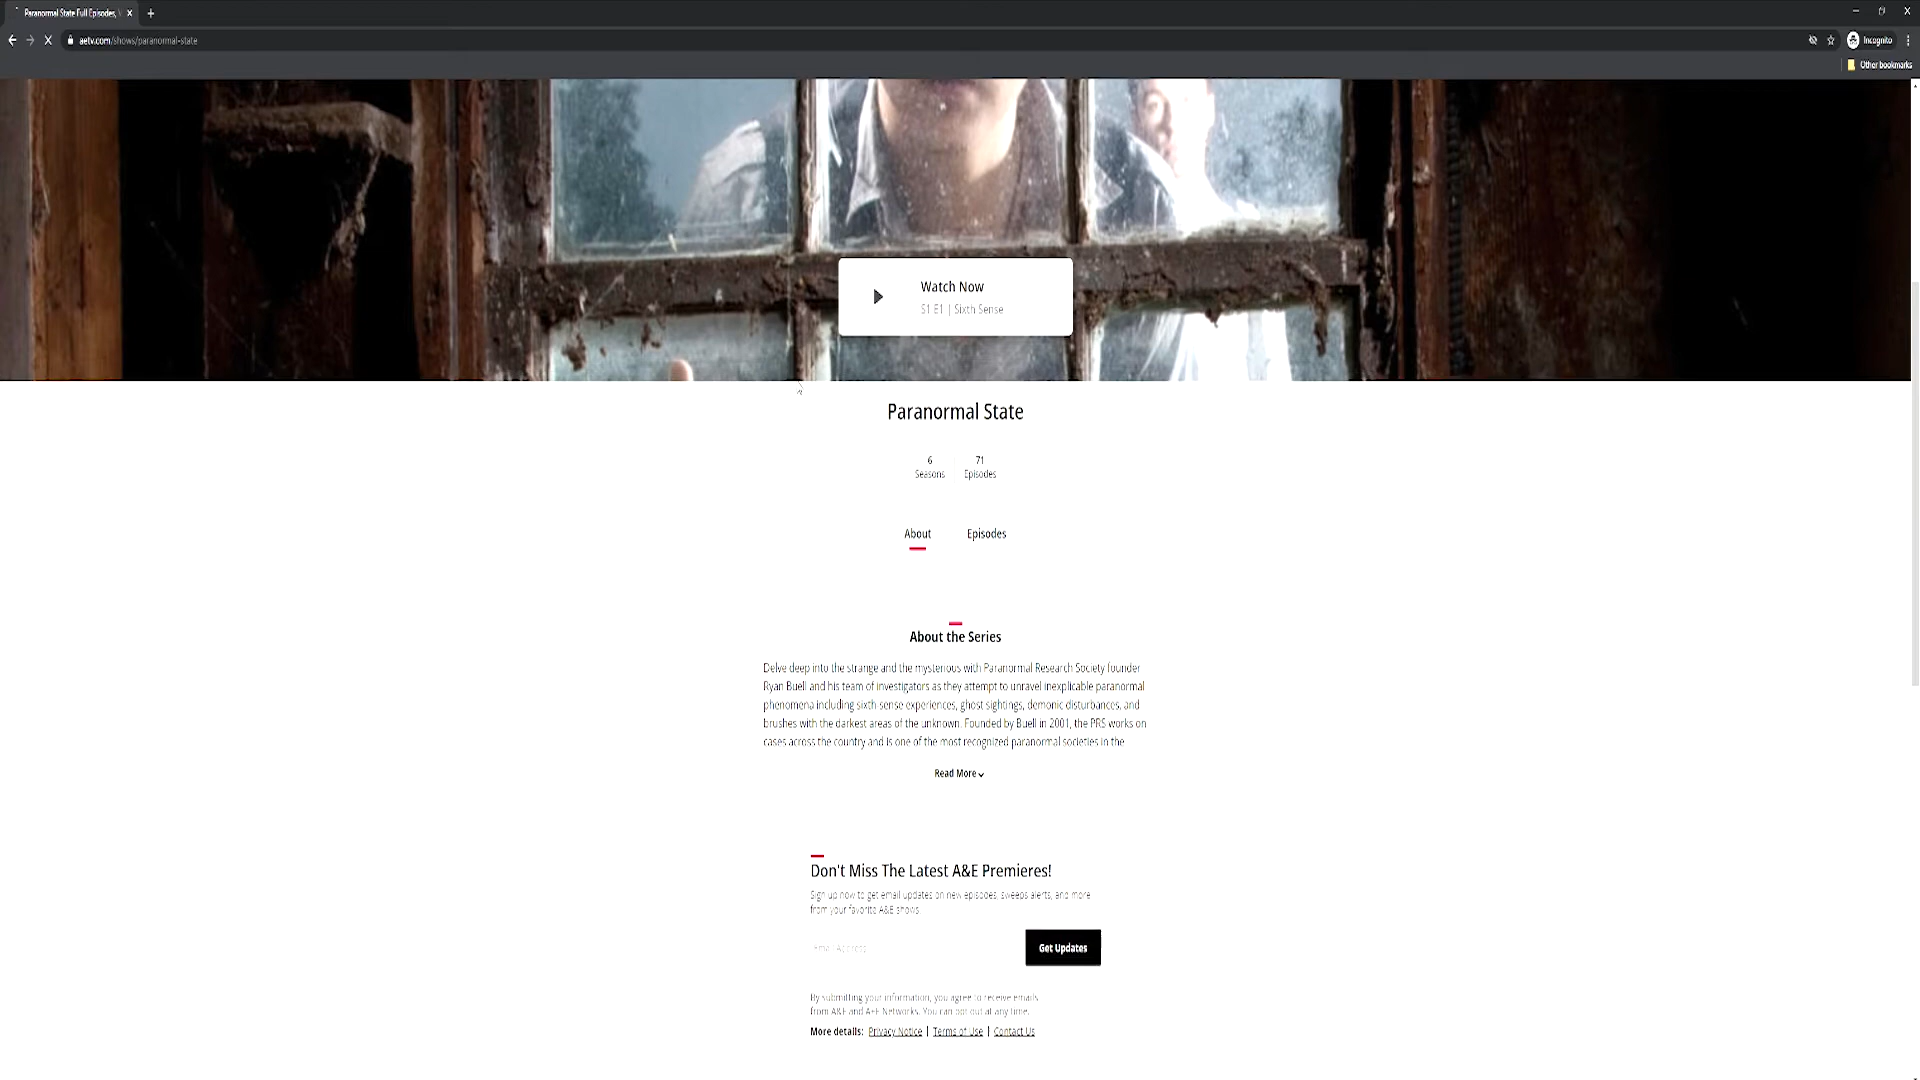 Paranormal State Full Episodes, V
aetv.com/shows/paranormal-state
Incognito
Other bookmarks
Watch Now
S1 E1 | Sixth Sense
Paranormal State
6 71
Seasons Episodes
About Episodes
About the Series
Delve deep into the strange and the mysterious with Paranormal Research Society founder
Ryan Buell and his team of investigators as they attempt to unravel inexplicable paranormal
phenomena including sixth sense experiences, ghost sightings, demonic disturbances, and
brushes with the darkest areas of the unknown. Founded by Buell in 2001, the PRS works on
cases across the country and is one of the most recognized paranormal societies in the
Read More
Don't Miss The Latest A&E Premieres!
Sign up now to get email updates on new episodes, sweeps alerts, and more
from your favorite A&E shows.
Email Address
Get Updates
By submitting your information, you agree to receive emails
from A&E and A+E Networks. You can opt out at any time.
More details: Privacy Notice | Terms of Use | Contact Us